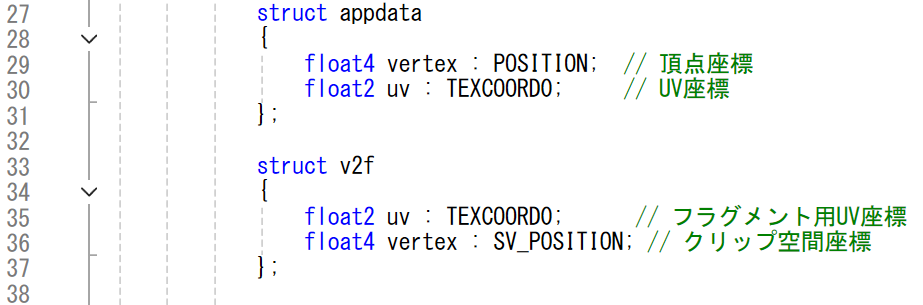 27 struct appdata
28 {
29 float4 vertex : POSITION; // 頂点座標
30 float2 uv : TEXCOORD0; // UV座標
31 };
32
33 struct v2f
34 {
35 float2 uv : TEXCOORD0; // フラグメント用UV座標
36 float4 vertex : SV_POSITION; // クリップ空間座標
37 };
38